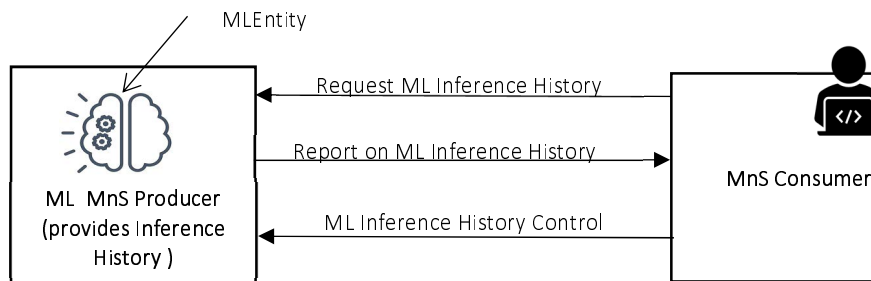 MLEntity
Request ML Inference History
</>
Report on ML Inference History
MnS Consumer
ML MnS Producer
(provides Inference
History )
ML Inference History Control